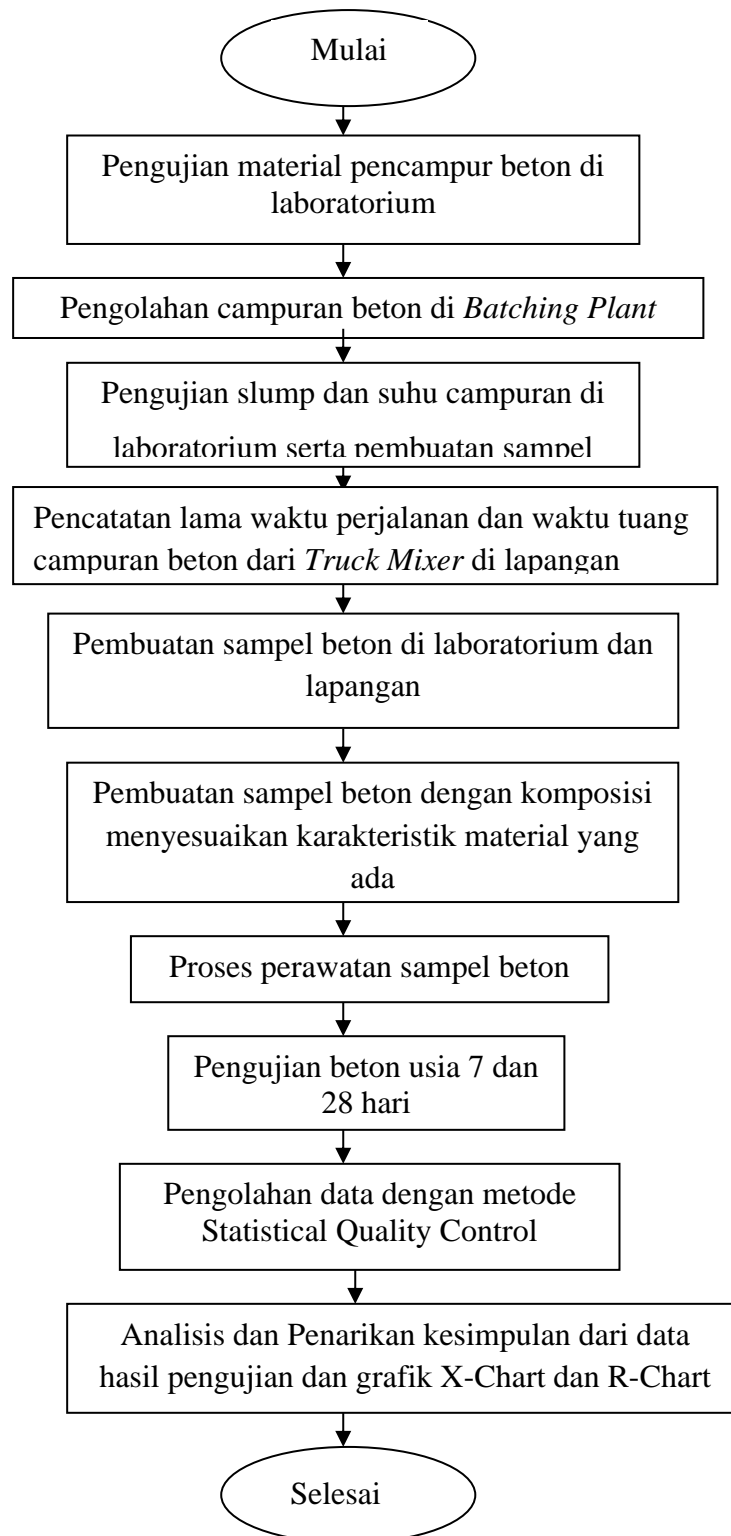 Mulai
Pengujian material pencampur beton di
laboratorium
Pengolahan campuran beton di Batching Plant
Pengujian slump dan suhu campuran di
laboratorium serta pembuatan sampel
Pencatatan lama waktu perjalanan dan waktu tuang
campuran beton dari Truck Mixer di lapangan
Pembuatan sampel beton di laboratorium dan
lapangan
Pembuatan sampel beton dengan komposisi
menyesuaikan karakteristik material yang
ada
Proses perawatan sampel beton
Pengujian beton usia 7 dan
28 hari
Pengolahan data dengan metode
Statistical Quality Control
Analisis dan Penarikan kesimpulan dari data
hasil pengujian dan grafik X-Chart dan R-Chart
Selesai